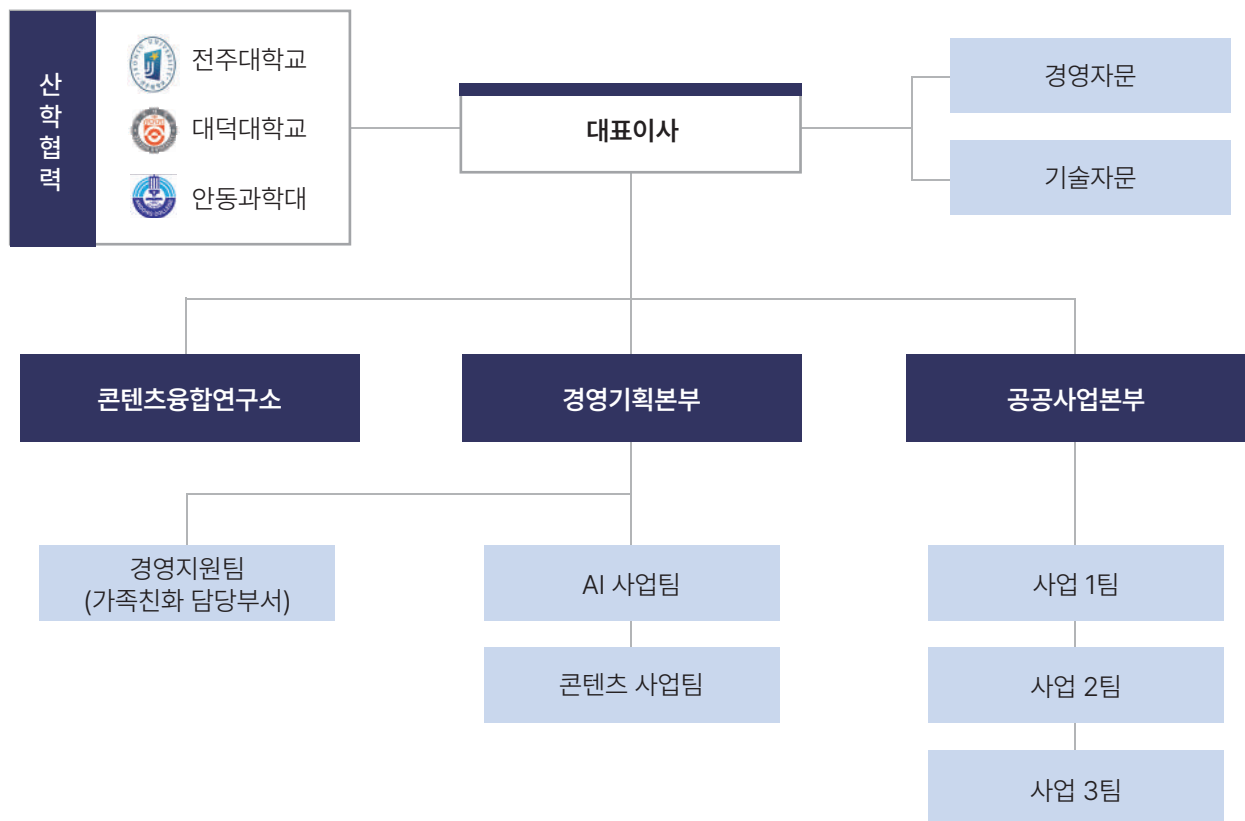 산학협력
전주대학교
대덕대학교
안동과학대
대표이사
경영자문
기술자문
콘텐츠융합연구소
경영기획본부
공공사업본부
경영지원팀
(가족친화 담당부서)
AI 사업팀
콘텐츠 사업팀
사업 1팀
사업 2팀
사업 3팀